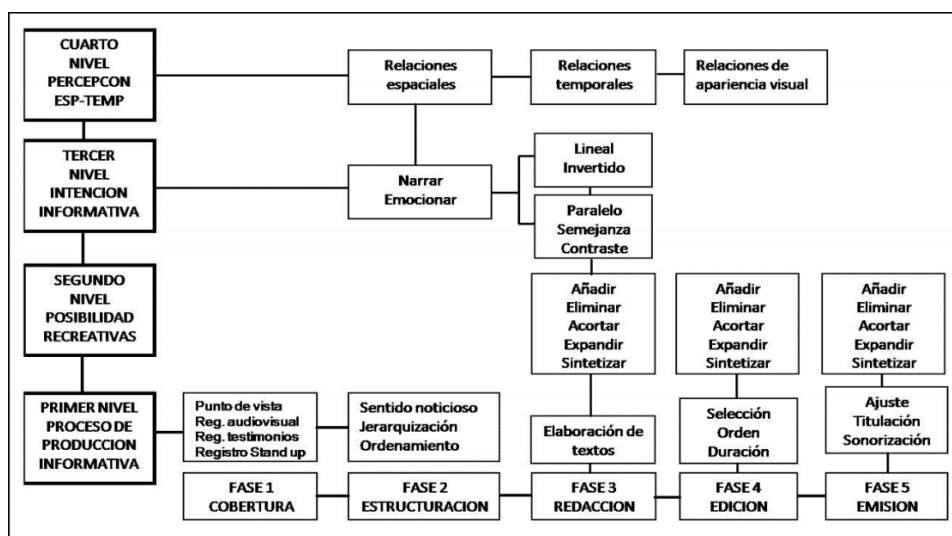 CUARTO
NIVEL
PERCEPCON
ESP-TEMP
Relaciones
espaciales
Relaciones
temporales
Relaciones de
apariencia visual
TERCER
NIVEL
INTENCION
INFORMATIVA
Narrar
Emocionar
Lineal
Invertido
Paralelo
Semejanza
Contraste
SEGUNDO
NIVEL
POSIBILIDAD
RECREATIVAS
Añadir
Eliminar
Acortar
Expandir
Sintetizar
Añadir
Eliminar
Acortar
Expandir
Sintetizar
Añadir
Eliminar
Acortar
Expandir
Sintetizar
PRIMER NIVEL
PROCESO DE
PRODUCCION
INFORMATIVA
Punto de vista
Reg. audiovisual
Reg. testimonios
Registro Stand up
Sentido noticioso
Jerarquización
Ordenamiento
Elaboración de
textos
Selección
Orden
Duración
Ajuste
Titulación
Sonorización
FASE 1
COBERTURA
FASE 2
ESTRUCTURACION
FASE 3
REDACCION
FASE 4
EDICION
FASE 5
EMISION